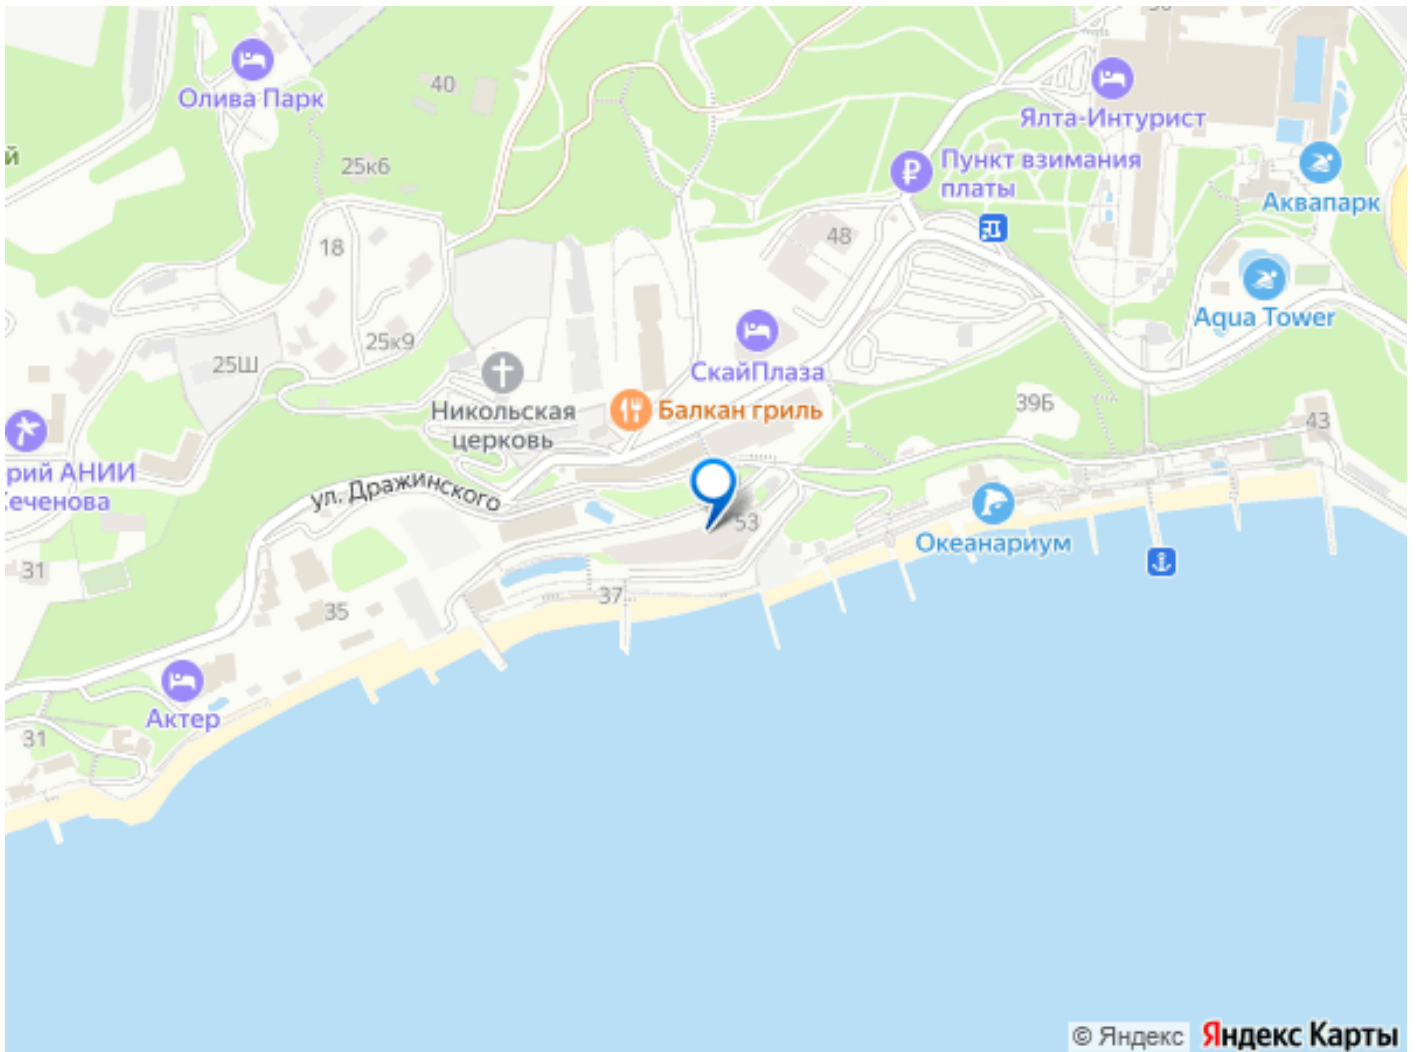 40
Олива Парк
Ялта-Интурист
й
25к6
Пункт взимания
платы
Аквапарк
18
48
Aqua Tower
25к9
25Ш
СкайПлаза
Никольская
церковь
Балкан гриль
39Б
43
рий АНИИ
еченова
ул. Дражинского
53
Океанариум
31
37
35
Актер
31
© Яндекс Яндекс Карты